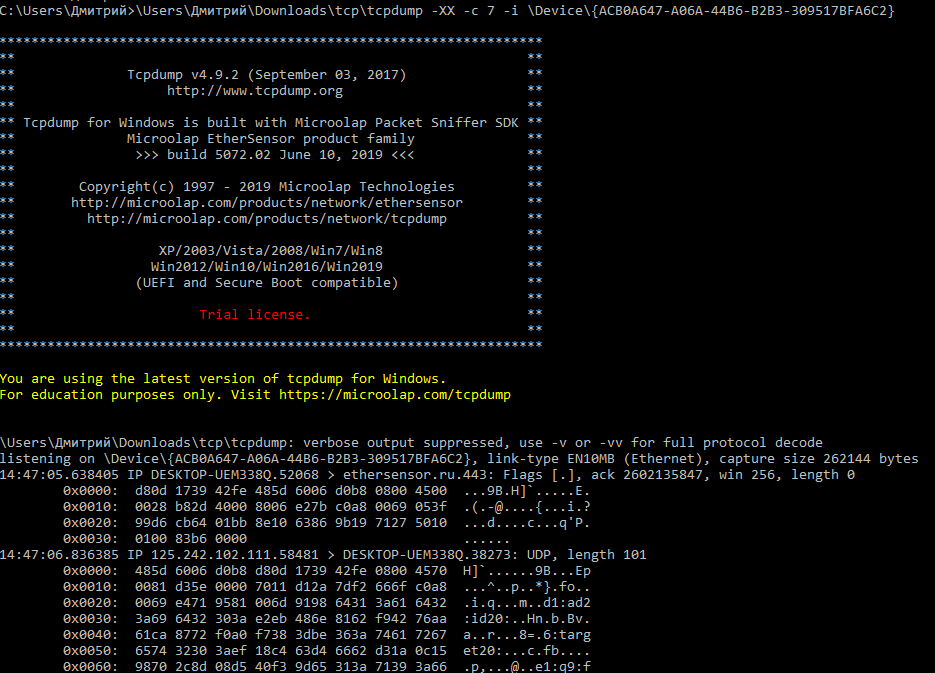 C:\Users\Дмитрий>\Users\Дмитрий\Downloads\tcp\tcpdump -XX -c 7 -i \Device\{ACB0A647-A06A-44B6-B2B3-309517BFA6C2}
********************************************************************
**                                                                **
**              Tcpdump v4.9.2 (September 03, 2017)               **
**                   http://www.tcpdump.org                       **
**                                                                **
** Tcpdump for Windows is built with Microolap Packet Sniffer SDK **
**              Microolap EtherSensor product family              **
**               >>> build 5072.02 June 10, 2019 <<<              **
**                                                                **
**        Copyright(c) 1997 - 2019 Microolap Technologies         **
**       http://microolap.com/products/network/ethersensor        **
**         http://microolap.com/products/network/tcpdump          **
**                                                                **
**                  XP/2003/Vista/2008/Win7/Win8                  **
**                 Win2012/Win10/Win2016/Win2019                  **
**               (UEFI and Secure Boot compatible)                **
**                                                                **
**                       Trial license.                           **
**                                                                **
********************************************************************
You are using the latest version of tcpdump for Windows.
For education purposes only. Visit https://microolap.com/tcpdump
\Users\Дмитрий\Downloads\tcp\tcpdump: verbose output suppressed, use -v or -vv for full protocol decode
listening on \Device\{ACB0A647-A06A-44B6-B2B3-309517BFA6C2}, link-type EN10MB (Ethernet), capture size 262144 bytes
14:47:05.638405 IP DESKTOP-UEM338Q.52068 > ethersensor.ru.443: Flags [.], ack 2602135847, win 256, length 0
        0x0000:  d80d 1739 42fe 485d 6006 d0b8 0800 4500  ...9B.H]`.....E.
        0x0010:  0028 b82d 4000 8006 e27b c0a8 0069 053f  .(.-@....{...i.?
        0x0020:  99d6 cb64 01bb 8e10 6386 9b19 7127 5010  ...d....c...q'P.
        0x0030:  0100 83b6 0000                           ......
14:47:06.836385 IP 125.242.102.111.58481 > DESKTOP-UEM338Q.38273: UDP, length 101
        0x0000:  485d 6006 d0b8 d80d 1739 42fe 0800 4570  H]`......9B...Ep
        0x0010:  0081 d35e 0000 7011 d12a 7df2 666f c0a8  ...^..p..*}.fo..
        0x0020:  0069 e471 9581 006d 9198 6431 3a61 6432  .i.q...m..d1:ad2
        0x0030:  3a69 6432 303a e2eb 486e 8162 f942 76aa  :id20:..Hn.b.Bv.
        0x0040:  61ca 8772 f0a0 f738 3dbe 363a 7461 7267  a..r...8=.6:targ
        0x0050:  6574 3230 3aef 18c4 63d4 6662 d31a 0c15  et20:...c.fb....
        0x0060:  9870 2c8d 08d5 40f3 9d65 313a 7139 3a66  .p,...@..e1:q9:f